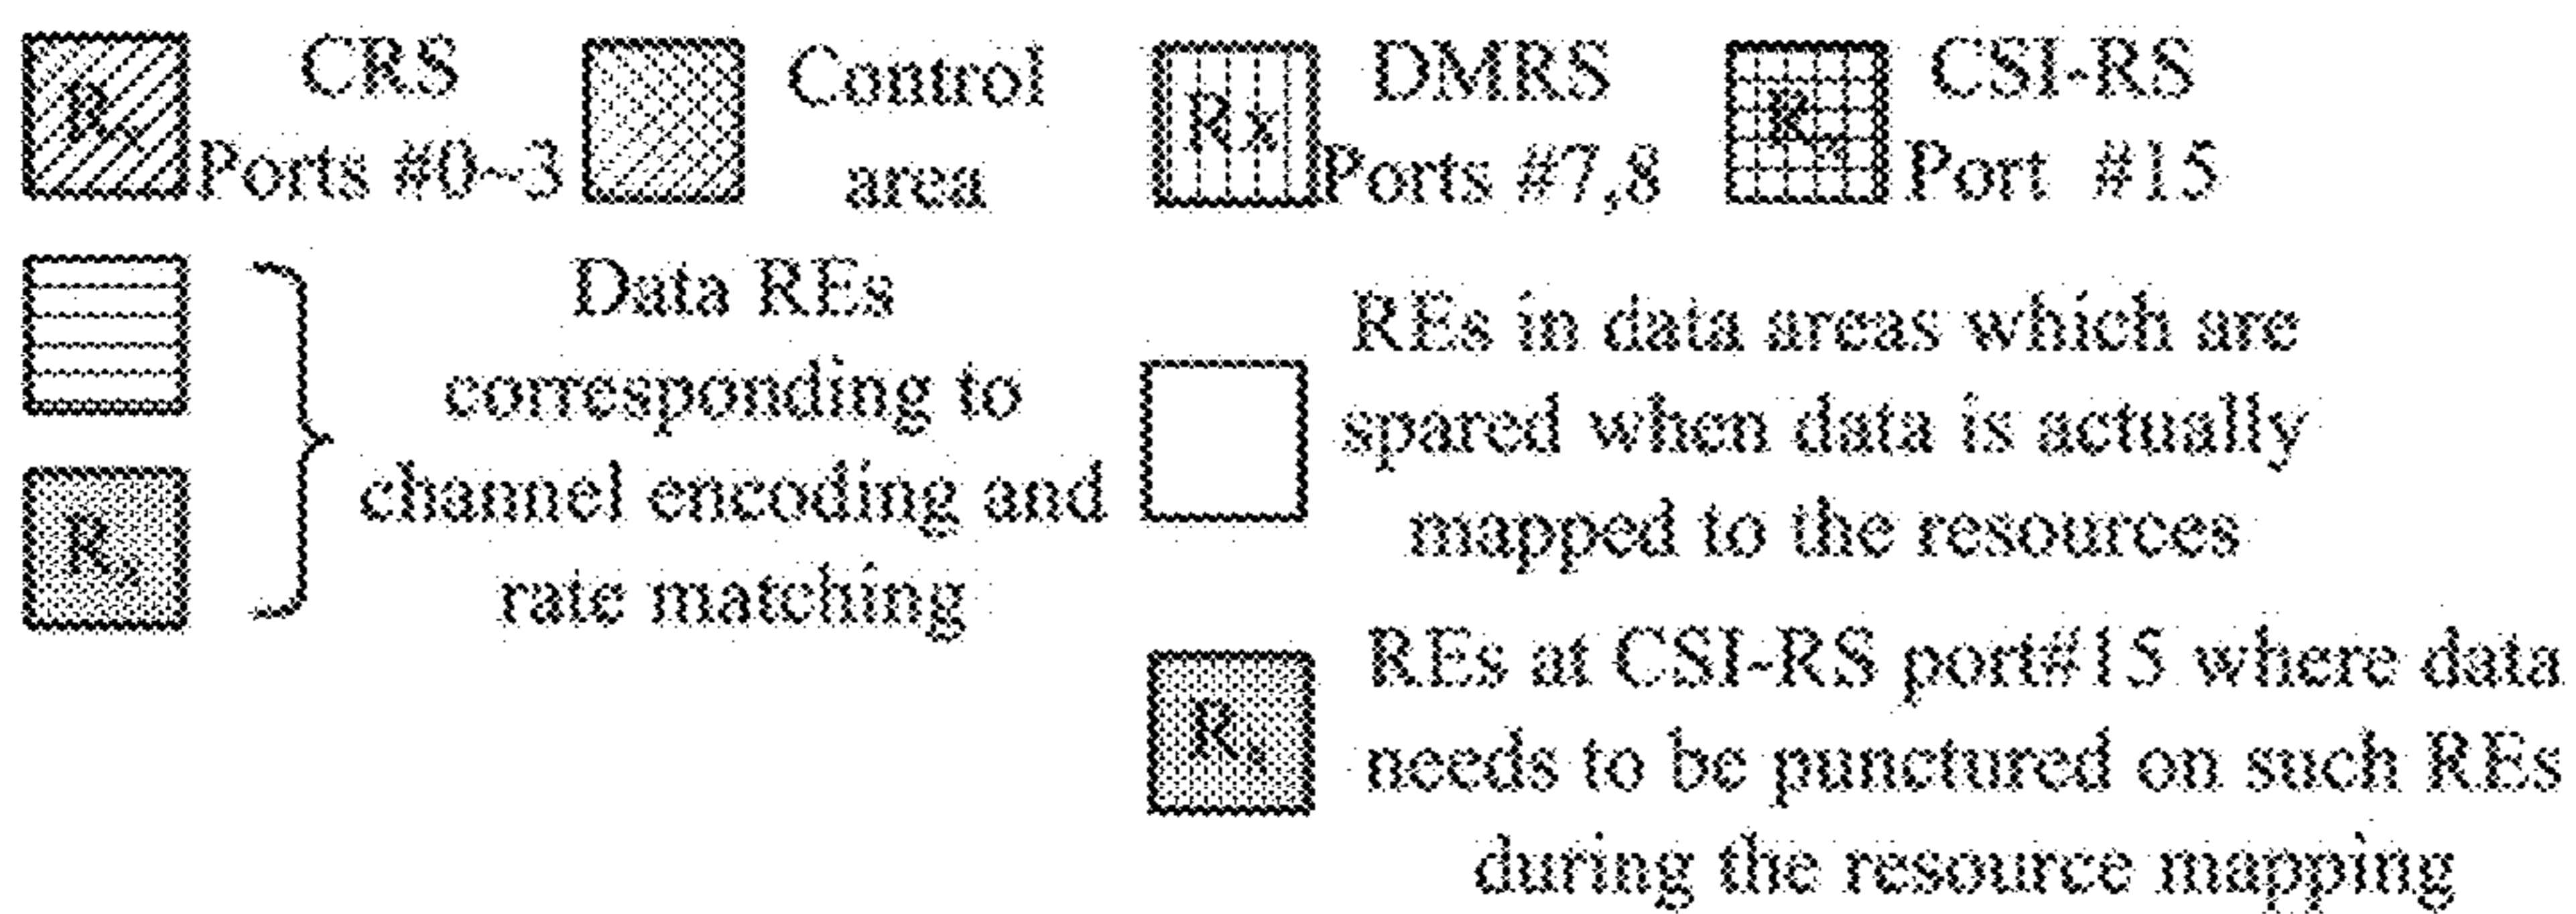 CRS
Ports #0~3
Control
area
Rx
DMRS
Ports #7,8
CSI-RS
Port #15
Data REs
corresponding to
channel encoding and
rate matching
REs in data areas which are
spared when data is actually
mapped to the resources
REs at CSI-RS port#15 where data
needs to be punctured on such REs
during the resource mapping